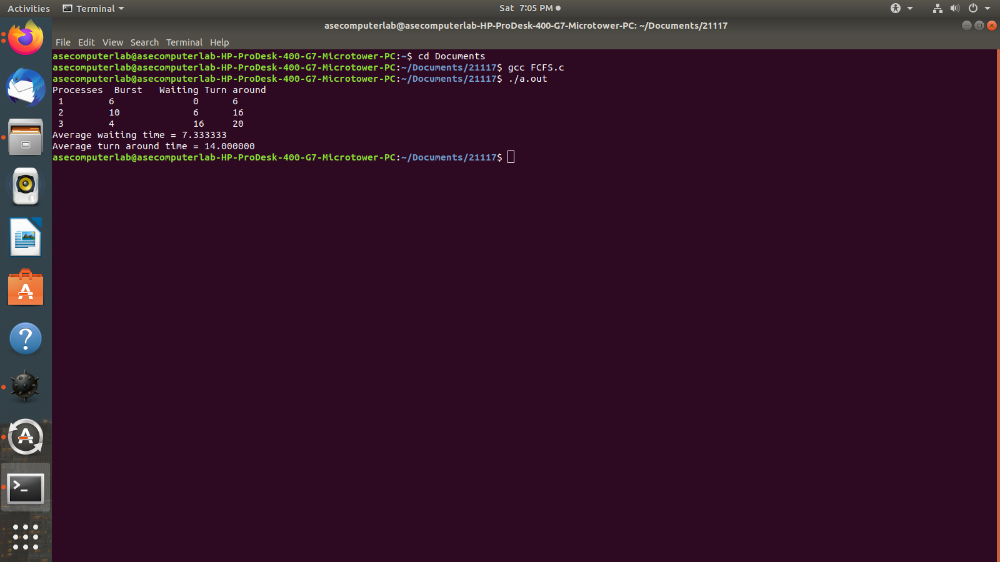 Activities Terminal Sat 7:05 PM
asecomputerlab@asecomputerlab-HP-ProDesk-400-G7-Microtower-PC: ~/Documents/21117
File Edit View Search Terminal Help
asecomputerlab@asecomputerlab-HP-ProDesk-400-G7-Microtower-PC:~$ cd Documents
asecomputerlab@asecomputerlab-HP-ProDesk-400-G7-Microtower-PC:~/Documents/21117$ gcc FCFS.c
asecomputerlab@asecomputerlab-HP-ProDesk-400-G7-Microtower-PC:~/Documents/21117$ ./a.out
Processes Burst Waiting Turn around
1 6 0 6
2 10 6 16
3 4 16 20
Average waiting time = 7.333333
Average turn around time = 14.000000
asecomputerlab@asecomputerlab-HP-ProDesk-400-G7-Microtower-PC:~/Documents/21117$